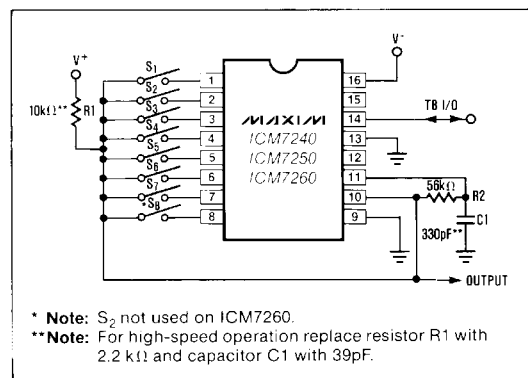 V+
10kΩ**
R1
S1
S2
S3
S4
S5
S6
S7
*S8
1
2
3
4
5
6
7
8
MAXIM
ICM7240
ICM7250
ICM7260
16
15
14
13
12
11
10
9
V-
TB I/O
56kΩ
R2
C1
330pF**
OUTPUT
* Note: S2 not used on ICM7260.
**Note: For high-speed operation replace resistor R1 with
2.2 kΩ and capacitor C1 with 39pF.